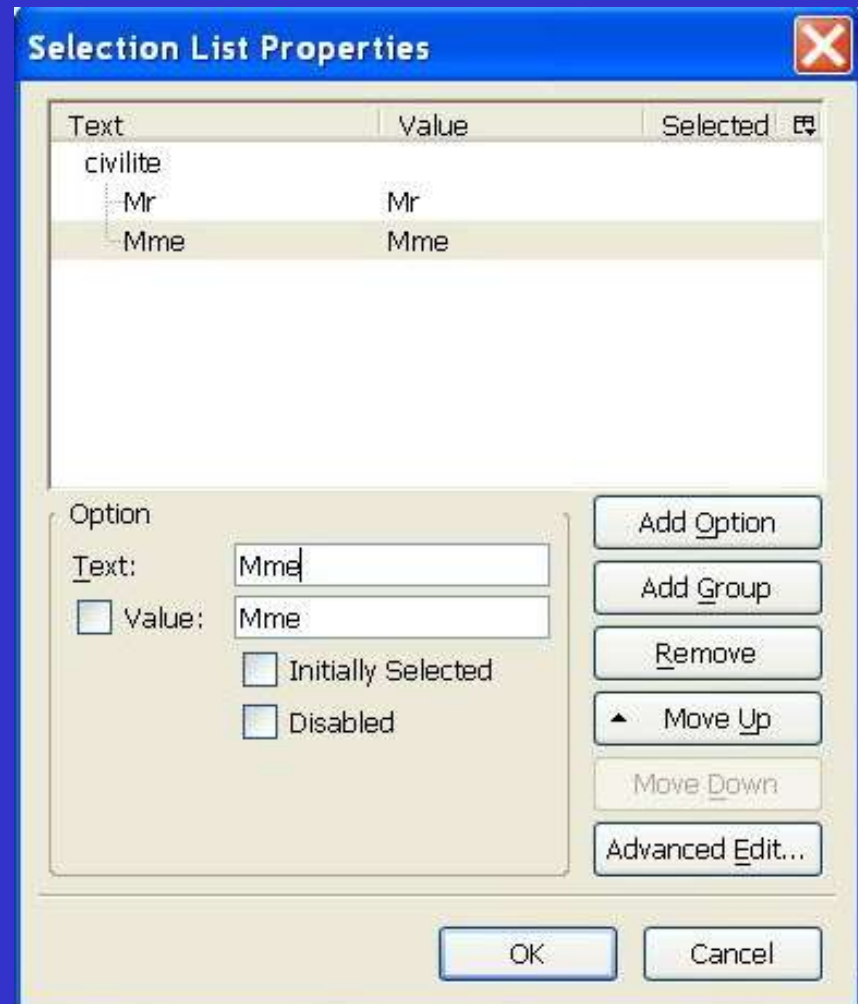 Selection List Properties
Text Value Selected
civilite
Mr Mr
Mme Mme
Option
Text: Mme
Value: Mme
Initially Selected
Disabled
Add Option
Add Group
Remove
Move Up
Move Down
Advanced Edit...
OK Cancel